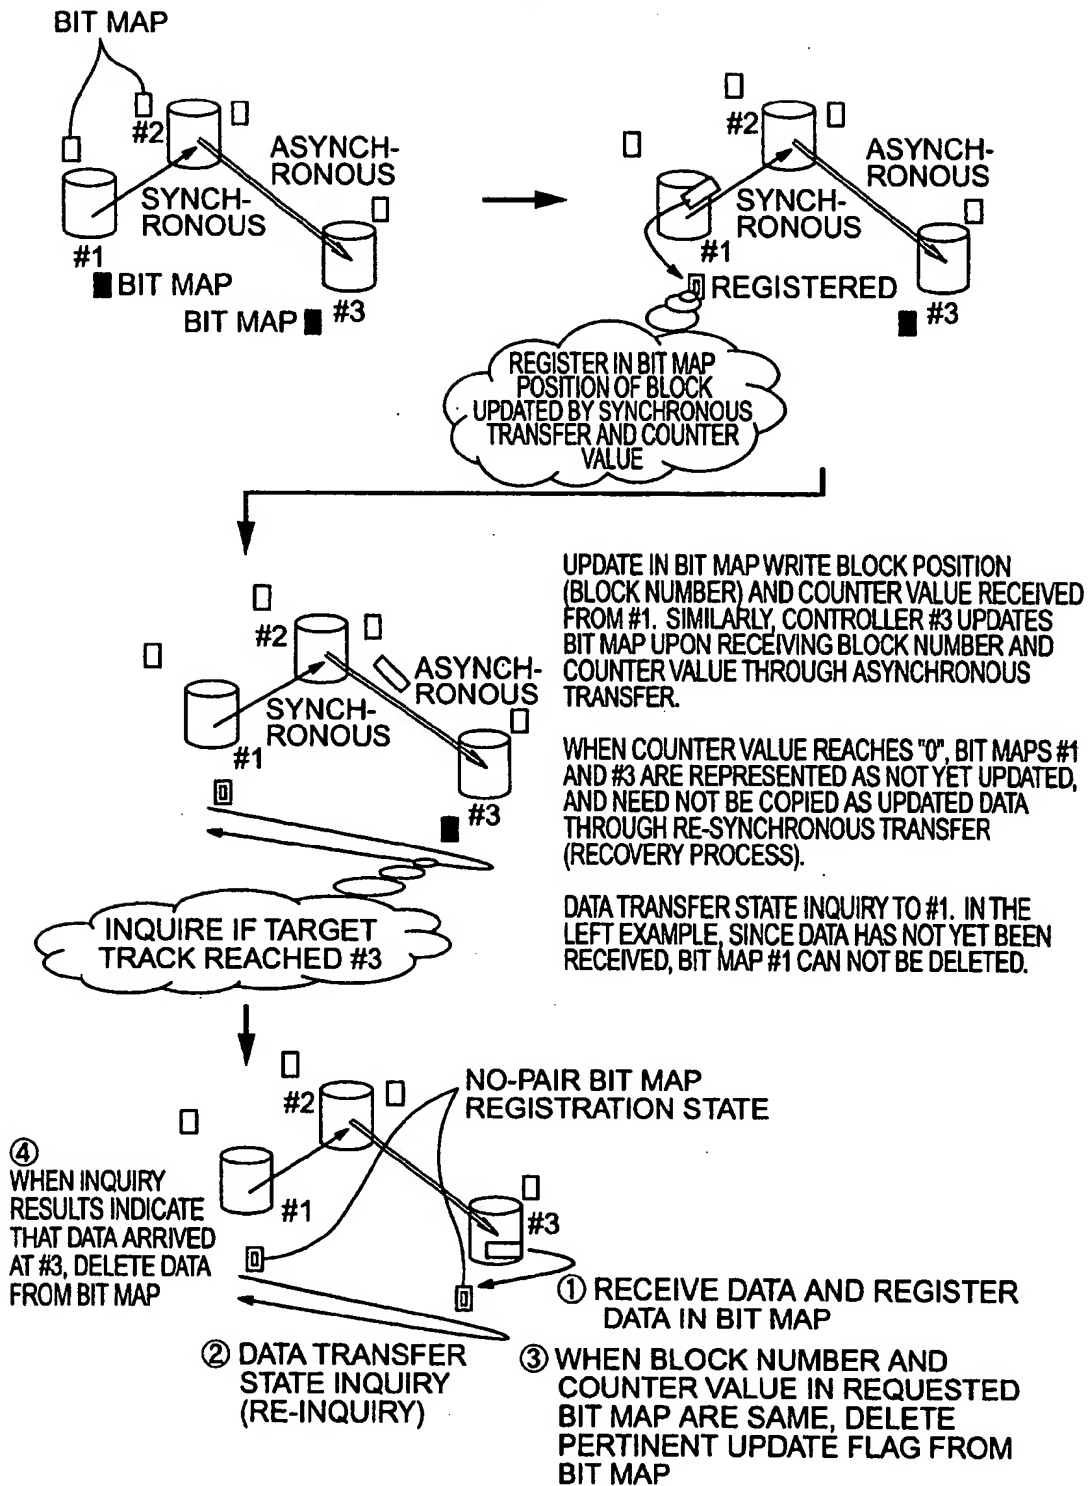 BIT MAP
#2
ASYNCH-
RONOUS
SYNCH-
RONOUS
#1
BIT MAP
BIT MAP
#3
#2
ASYNCH-
RONOUS
SYNCH-
RONOUS
#1
REGISTERED
#3
REGISTER IN BIT MAP
POSITION OF BLOCK
UPDATED BY SYNCHRONOUS
TRANSFER AND COUNTER
VALUE
#2
ASYNCH-
RONOUS
SYNCH-
RONOUS
#1
#3
INQUIRE IF TARGET
TRACK REACHED #3
UPDATE IN BIT MAP WRITE BLOCK POSITION
(BLOCK NUMBER) AND COUNTER VALUE RECEIVED
FROM #1. SIMILARLY, CONTROLLER #3 UPDATES
BIT MAP UPON RECEIVING BLOCK NUMBER AND
COUNTER VALUE THROUGH ASYNCHRONOUS
TRANSFER.
WHEN COUNTER VALUE REACHES "0", BIT MAPS #1
AND #3 ARE REPRESENTED AS NOT YET UPDATED,
AND NEED NOT BE COPIED AS UPDATED DATA
THROUGH RE-SYNCHRONOUS TRANSFER
(RECOVERY PROCESS).
DATA TRANSFER STATE INQUIRY TO #1. IN THE
LEFT EXAMPLE, SINCE DATA HAS NOT YET BEEN
RECEIVED, BIT MAP #1 CAN NOT BE DELETED.
#2
NO-PAIR BIT MAP
REGISTRATION STATE
#1
#3
④
WHEN INQUIRY
RESULTS INDICATE
THAT DATA ARRIVED
AT #3, DELETE DATA
FROM BIT MAP
① RECEIVE DATA AND REGISTER
DATA IN BIT MAP
② DATA TRANSFER
STATE INQUIRY
(RE-INQUIRY)
③ WHEN BLOCK NUMBER AND
COUNTER VALUE IN REQUESTED
BIT MAP ARE SAME, DELETE
PERTINENT UPDATE FLAG FROM
BIT MAP